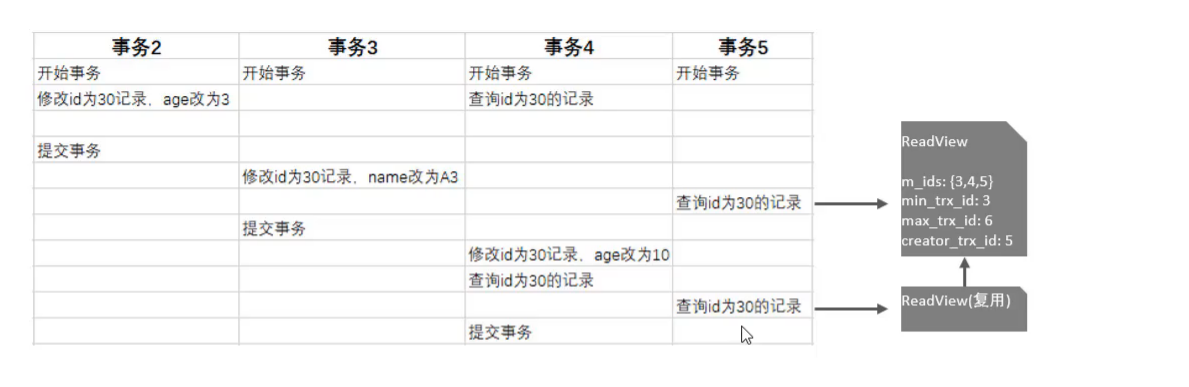 事务2 事务3 事务4 事务5
开始事务 开始事务 开始事务 开始事务
修改id为30记录，age改为3 查询id为30的记录
提交事务
修改id为30记录，name改为A3
查询id为30的记录
提交事务
修改id为30记录，age改为10
查询id为30的记录
查询id为30的记录
提交事务
ReadView
m_ids: {3,4,5}
min_trx_id: 3
max_trx_id: 6
creator_trx_id: 5
ReadView(复用)